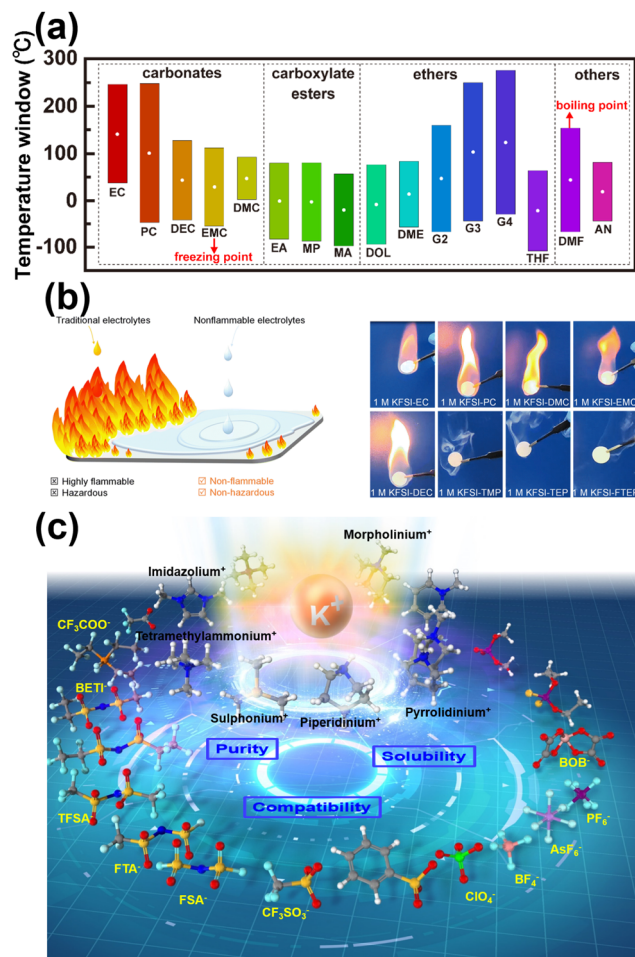 (a)
Temperature window (℃)
300
250
100
0
-100
carbonates
carboxylate
esters
ethers
others
boiling point
freezing point
EC
PC
DEC
EMC
DMC
EA
MP
MA
DOL
DME
G2
G3
G4
THF
DMF
AN
(b)
Traditional electrolytes
Nonflammable electrolytes
☒ Highly flammable
☒ Hazardous
☑ Non-flammable
☑ Non-hazardous
1 M KFSI-EC
1 M KFSI-PC
1 M KFSI-DMC
1 M KFSI-EMC
1 M KFSI-DEC
1 M KFSI-TMP
1 M KFSI-TEP
1 M KFSI-FTEP
(c)
Morpholinium⁺
Imidazolium⁺
K⁺
CF₃COO⁻
Tetramethylammonium⁺
BETI⁻
Sulphonium⁺
Piperidinium⁺
Pyrrolidinium⁺
Purity
Solubility
Compatibility
BOB⁻
TFSA⁻
PF₆⁻
AsF₆⁻
FTA⁻
BF₄⁻
FSA⁻
CF₃SO₃⁻
ClO₄⁻